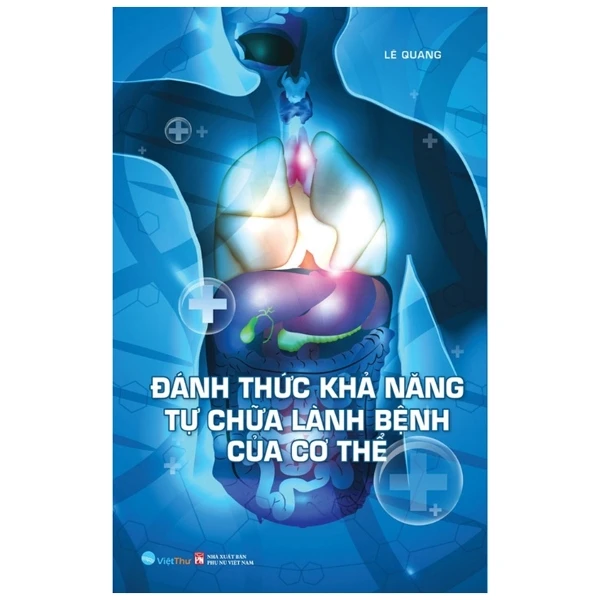 LÊ QUANG
ĐÁNH THỨC KHẢ NĂNG
TỰ CHỮA LÀNH BỆNH
CỦA CƠ THỂ
ViệtThư
NHÀ XUẤT BẢN
PHỤ NỮ VIỆT NAM